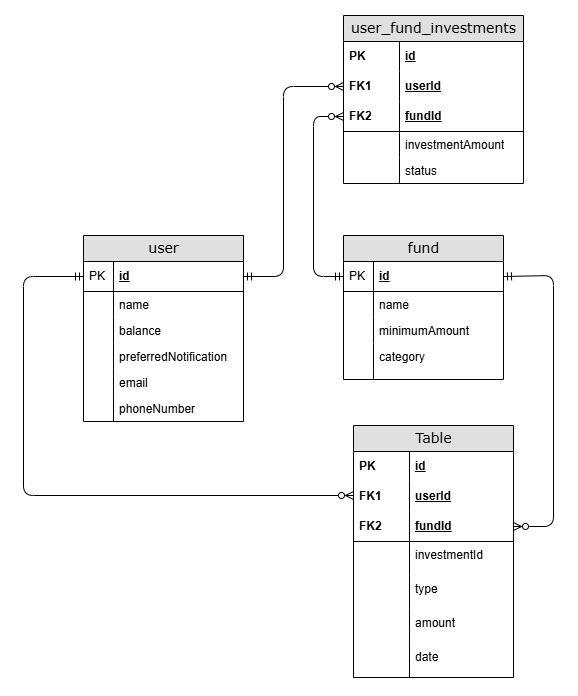 user_fund_investments
PK id
FK1 userId
FK2 fundId
investmentAmount
status
user
PK id
name
balance
preferredNotification
email
phoneNumber
fund
PK id
name
minimumAmount
category
Table
PK id
FK1 userId
FK2 fundId
investmentId
type
amount
date